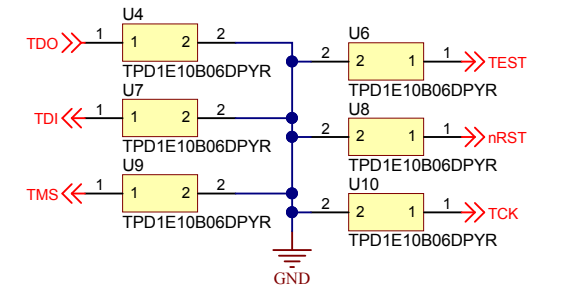 U4
TDO 1 1 2 2
TPD1E10B06DPYR
U6
2 2 1 1 TEST
TPD1E10B06DPYR
U7
TDI 1 1 2 2
TPD1E10B06DPYR
U8
2 2 1 1 nRST
TPD1E10B06DPYR
U9
TMS 1 1 2 2
TPD1E10B06DPYR
U10
2 2 1 1 TCK
TPD1E10B06DPYR
GND